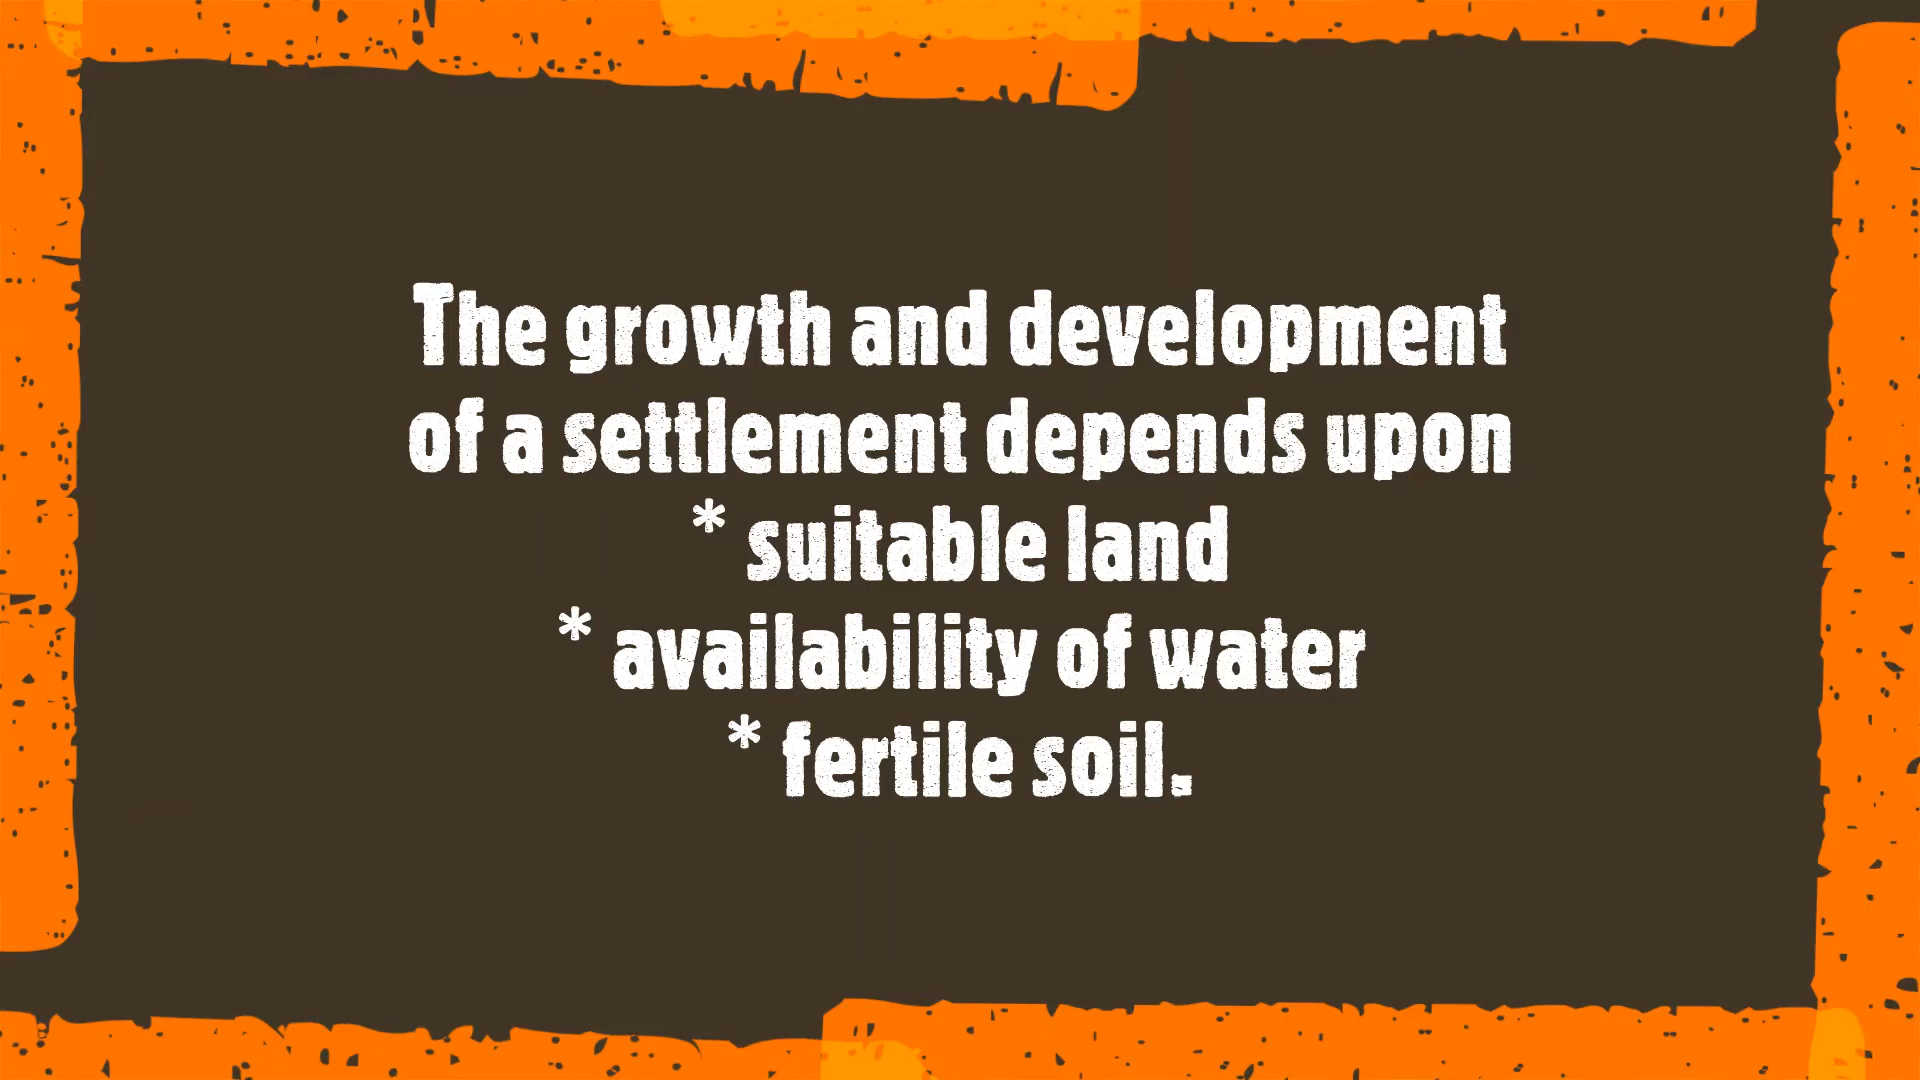 The growth and development
of a settlement depends upon
* suitable land
* availability of water
* fertile soil.